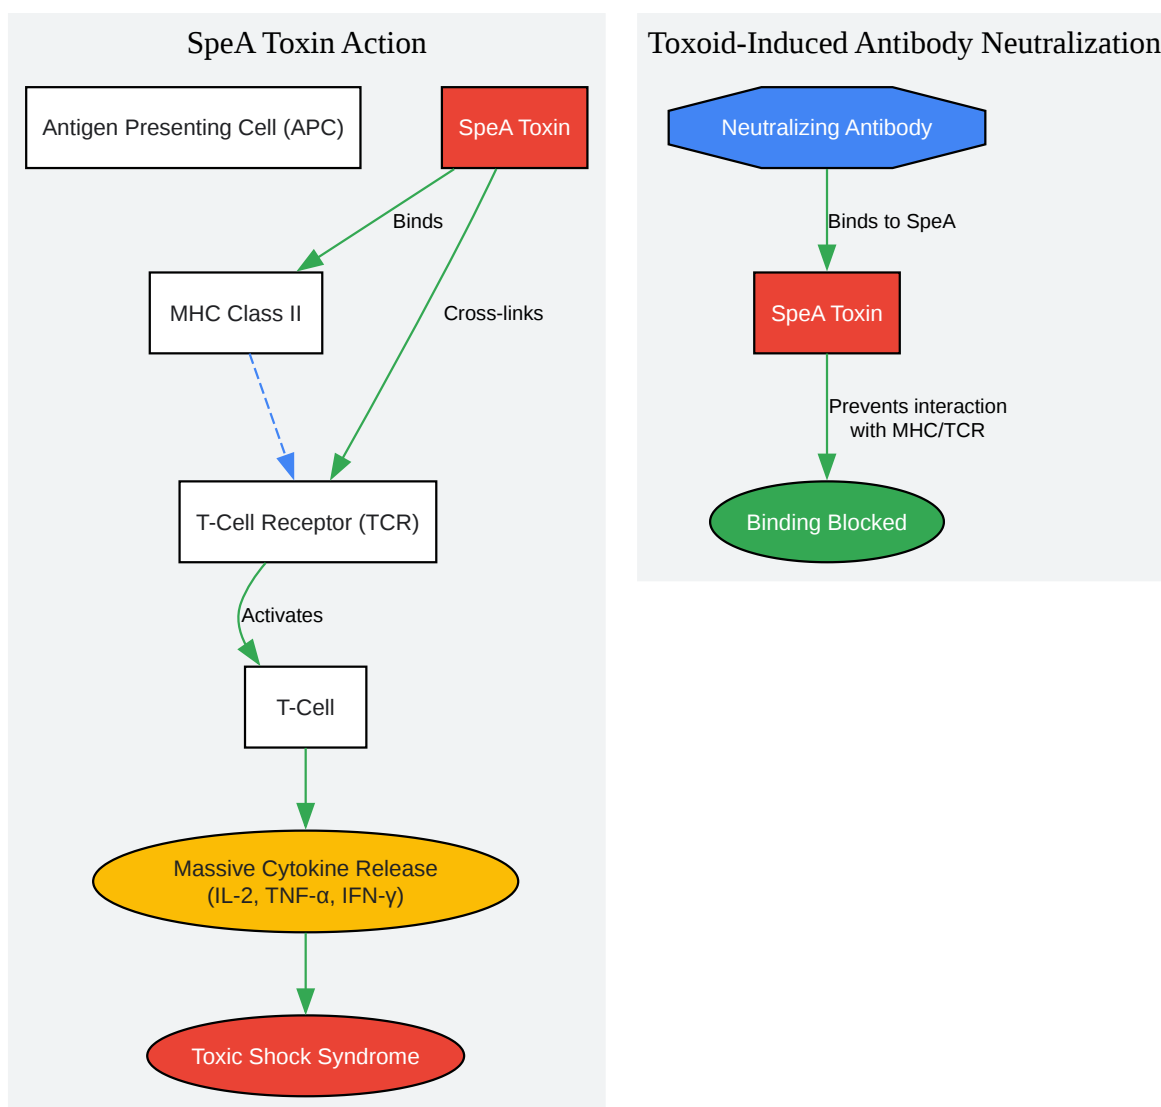 SpeA Toxin Action
Antigen Presenting Cell (APC)
SpeA Toxin
Binds
MHC Class II
Cross-links
T-Cell Receptor (TCR)
Activates
T-Cell
Massive Cytokine Release
(IL-2, TNF-α, IFN-γ)
Toxic Shock Syndrome
Toxoid-Induced Antibody Neutralization
Neutralizing Antibody
Binds to SpeA
SpeA Toxin
Prevents interaction
with MHC/TCR
Binding Blocked